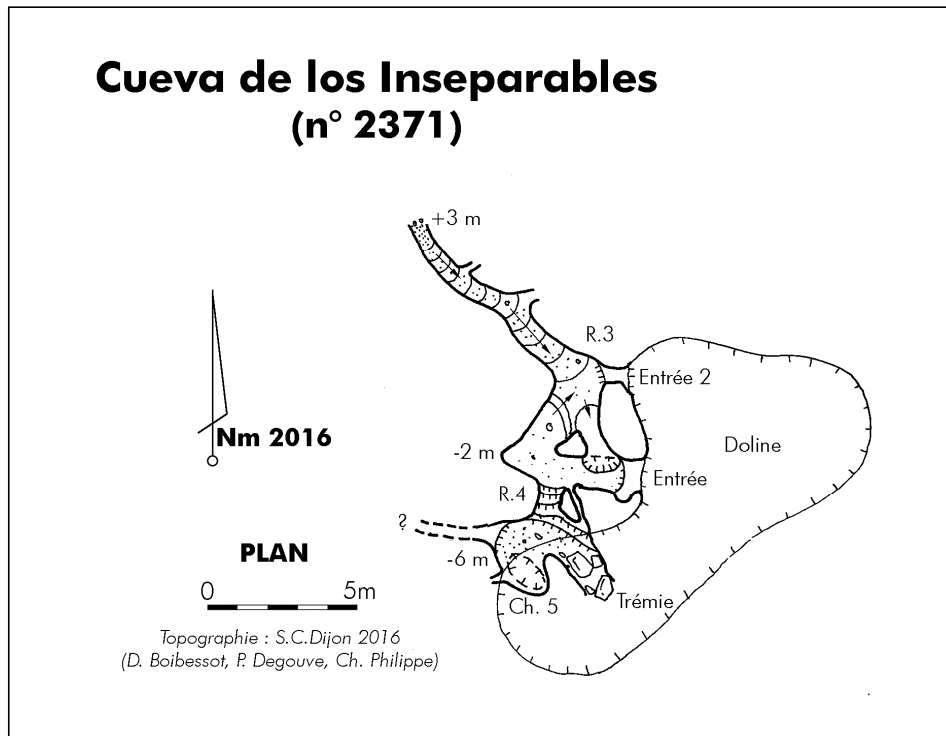 Cueva de los Inseparables
(n° 2371)
+3 m
R.3
Entrée 2
Nm 2016
Doline
-2 m
Entrée
R.4
?
PLAN
-6 m
0 5m
Ch. 5
Trémie
Topographie : S.C.Dijon 2016
(D. Boibessot, P. Degouve, Ch. Philippe)